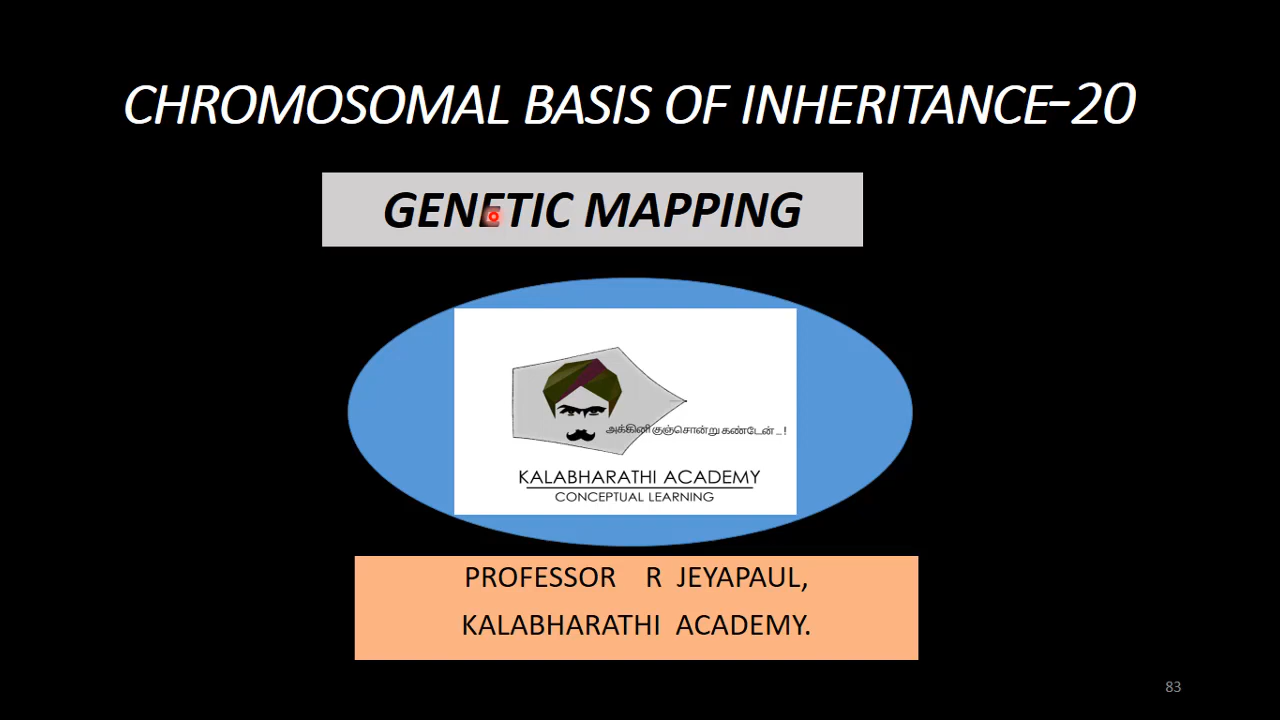 CHROMOSOMAL BASIS OF INHERITANCE-20
GENETIC MAPPING
அக்கினி குஞ்சொன்று கண்டேன் ...!
KALABHARATHI ACADEMY
CONCEPTUAL LEARNING
PROFESSOR R JEYAPAUL,
KALABHARATHI ACADEMY.
83